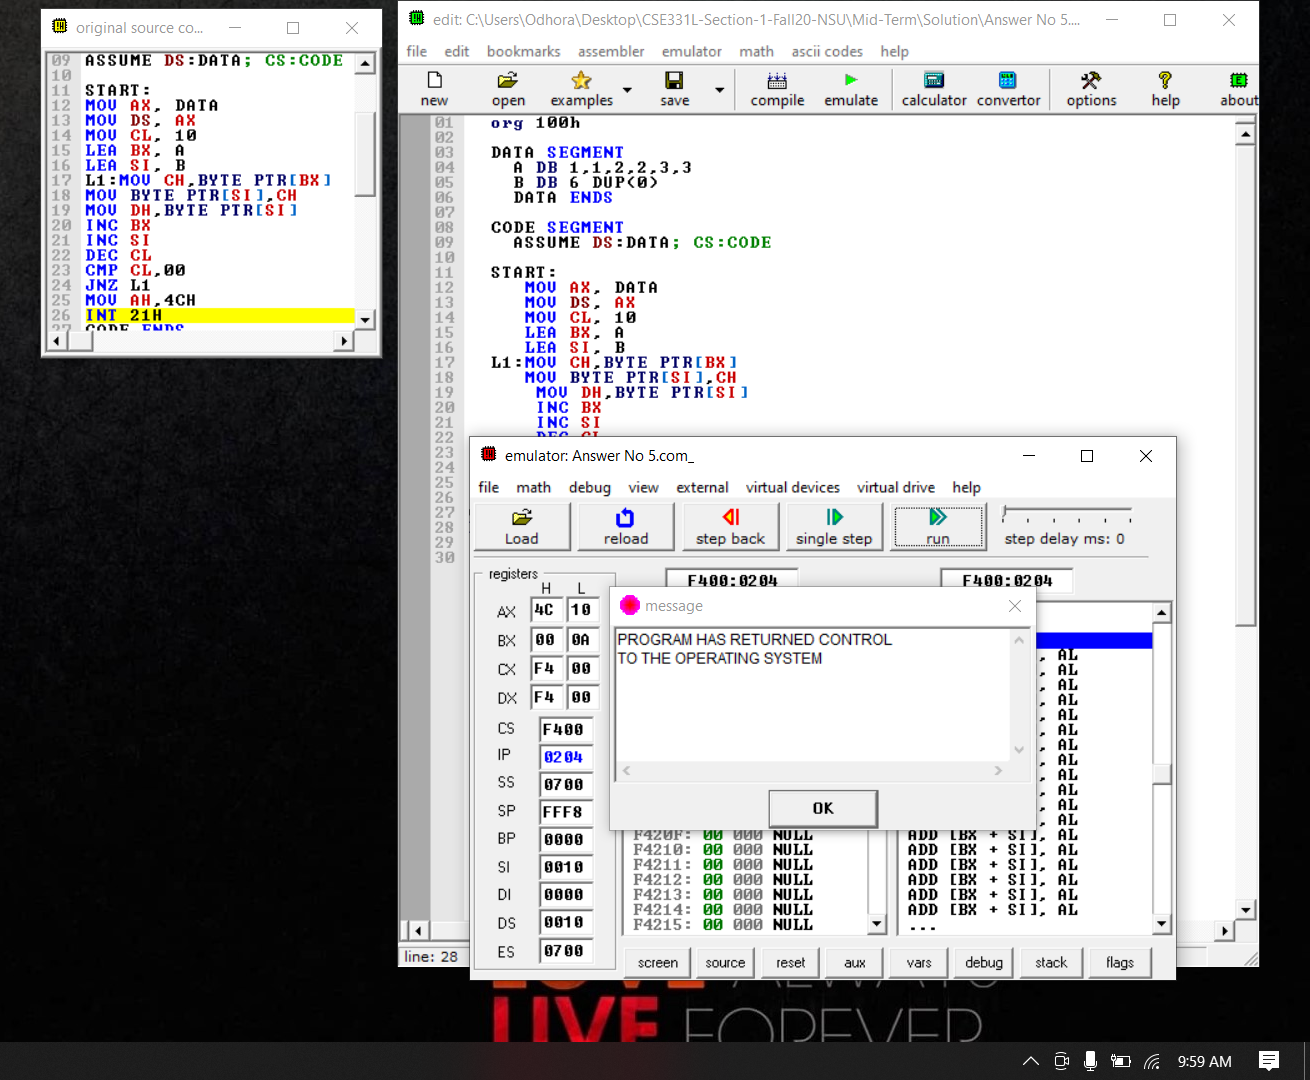 original source co...
09 ASSUME DS:DATA; CS:CODE
10
11 START:
12 MOV AX, DATA
13 MOV DS, AX
14 MOV CL, 10
15 LEA BX, A
16 LEA SI, B
17 L1:MOV CH,BYTE PTR[BX]
18 MOV BYTE PTR[SI],CH
19 MOV DH,BYTE PTR[SI]
20 INC BX
21 INC SI
22 DEC CL
23 CMP CL,00
24 JNZ L1
25 MOV AH,4CH
26 INT 21H
27 CODE ENDS
edit: C:\Users\Odhora\Desktop\CSE331L-Section-1-Fall20-NSU\Mid-Term\Solution\Answer No 5....
file edit bookmarks assembler emulator math ascii codes help
new open examples save compile emulate calculator convertor options help about
01 org 100h
02
03 DATA SEGMENT
04 A DB 1,1,2,2,3,3
05 B DB 6 DUP(0)
06 DATA ENDS
07
08 CODE SEGMENT
09 ASSUME DS:DATA; CS:CODE
10
11 START:
12 MOV AX, DATA
13 MOV DS, AX
14 MOV CL, 10
15 LEA BX, A
16 LEA SI, B
17 L1:MOV CH,BYTE PTR[BX]
18 MOV BYTE PTR[SI],CH
19 MOV DH,BYTE PTR[SI]
20 INC BX
21 INC SI
22 DEC CL
23
24
25
26
27
28
29
30
line: 28
emulator: Answer No 5.com_
file math debug view external virtual devices virtual drive help
Load reload step back single step run step delay ms: 0
registers F400:0204 F400:0204
H L
AX 4C 10
BX 00 0A
CX F4 00
DX F4 00
CS F400
IP 0204
SS 0700
SP FFF8
BP 0000
SI 0010
DI 0000
DS 0010
ES 0700
message
PROGRAM HAS RETURNED CONTROL
TO THE OPERATING SYSTEM
OK
, AL
, AL
, AL
, AL
, AL
, AL
, AL
, AL
, AL
, AL
, AL
, AL
F420F: 00 000 NULL ADD [BX + SI], AL
F4210: 00 000 NULL ADD [BX + SI], AL
F4211: 00 000 NULL ADD [BX + SI], AL
F4212: 00 000 NULL ADD [BX + SI], AL
F4213: 00 000 NULL ADD [BX + SI], AL
F4214: 00 000 NULL ADD [BX + SI], AL
F4215: 00 000 NULL ...
screen source reset aux vars debug stack flags
LOVE ALWAYS
LIVE FOREVER
9:59 AM